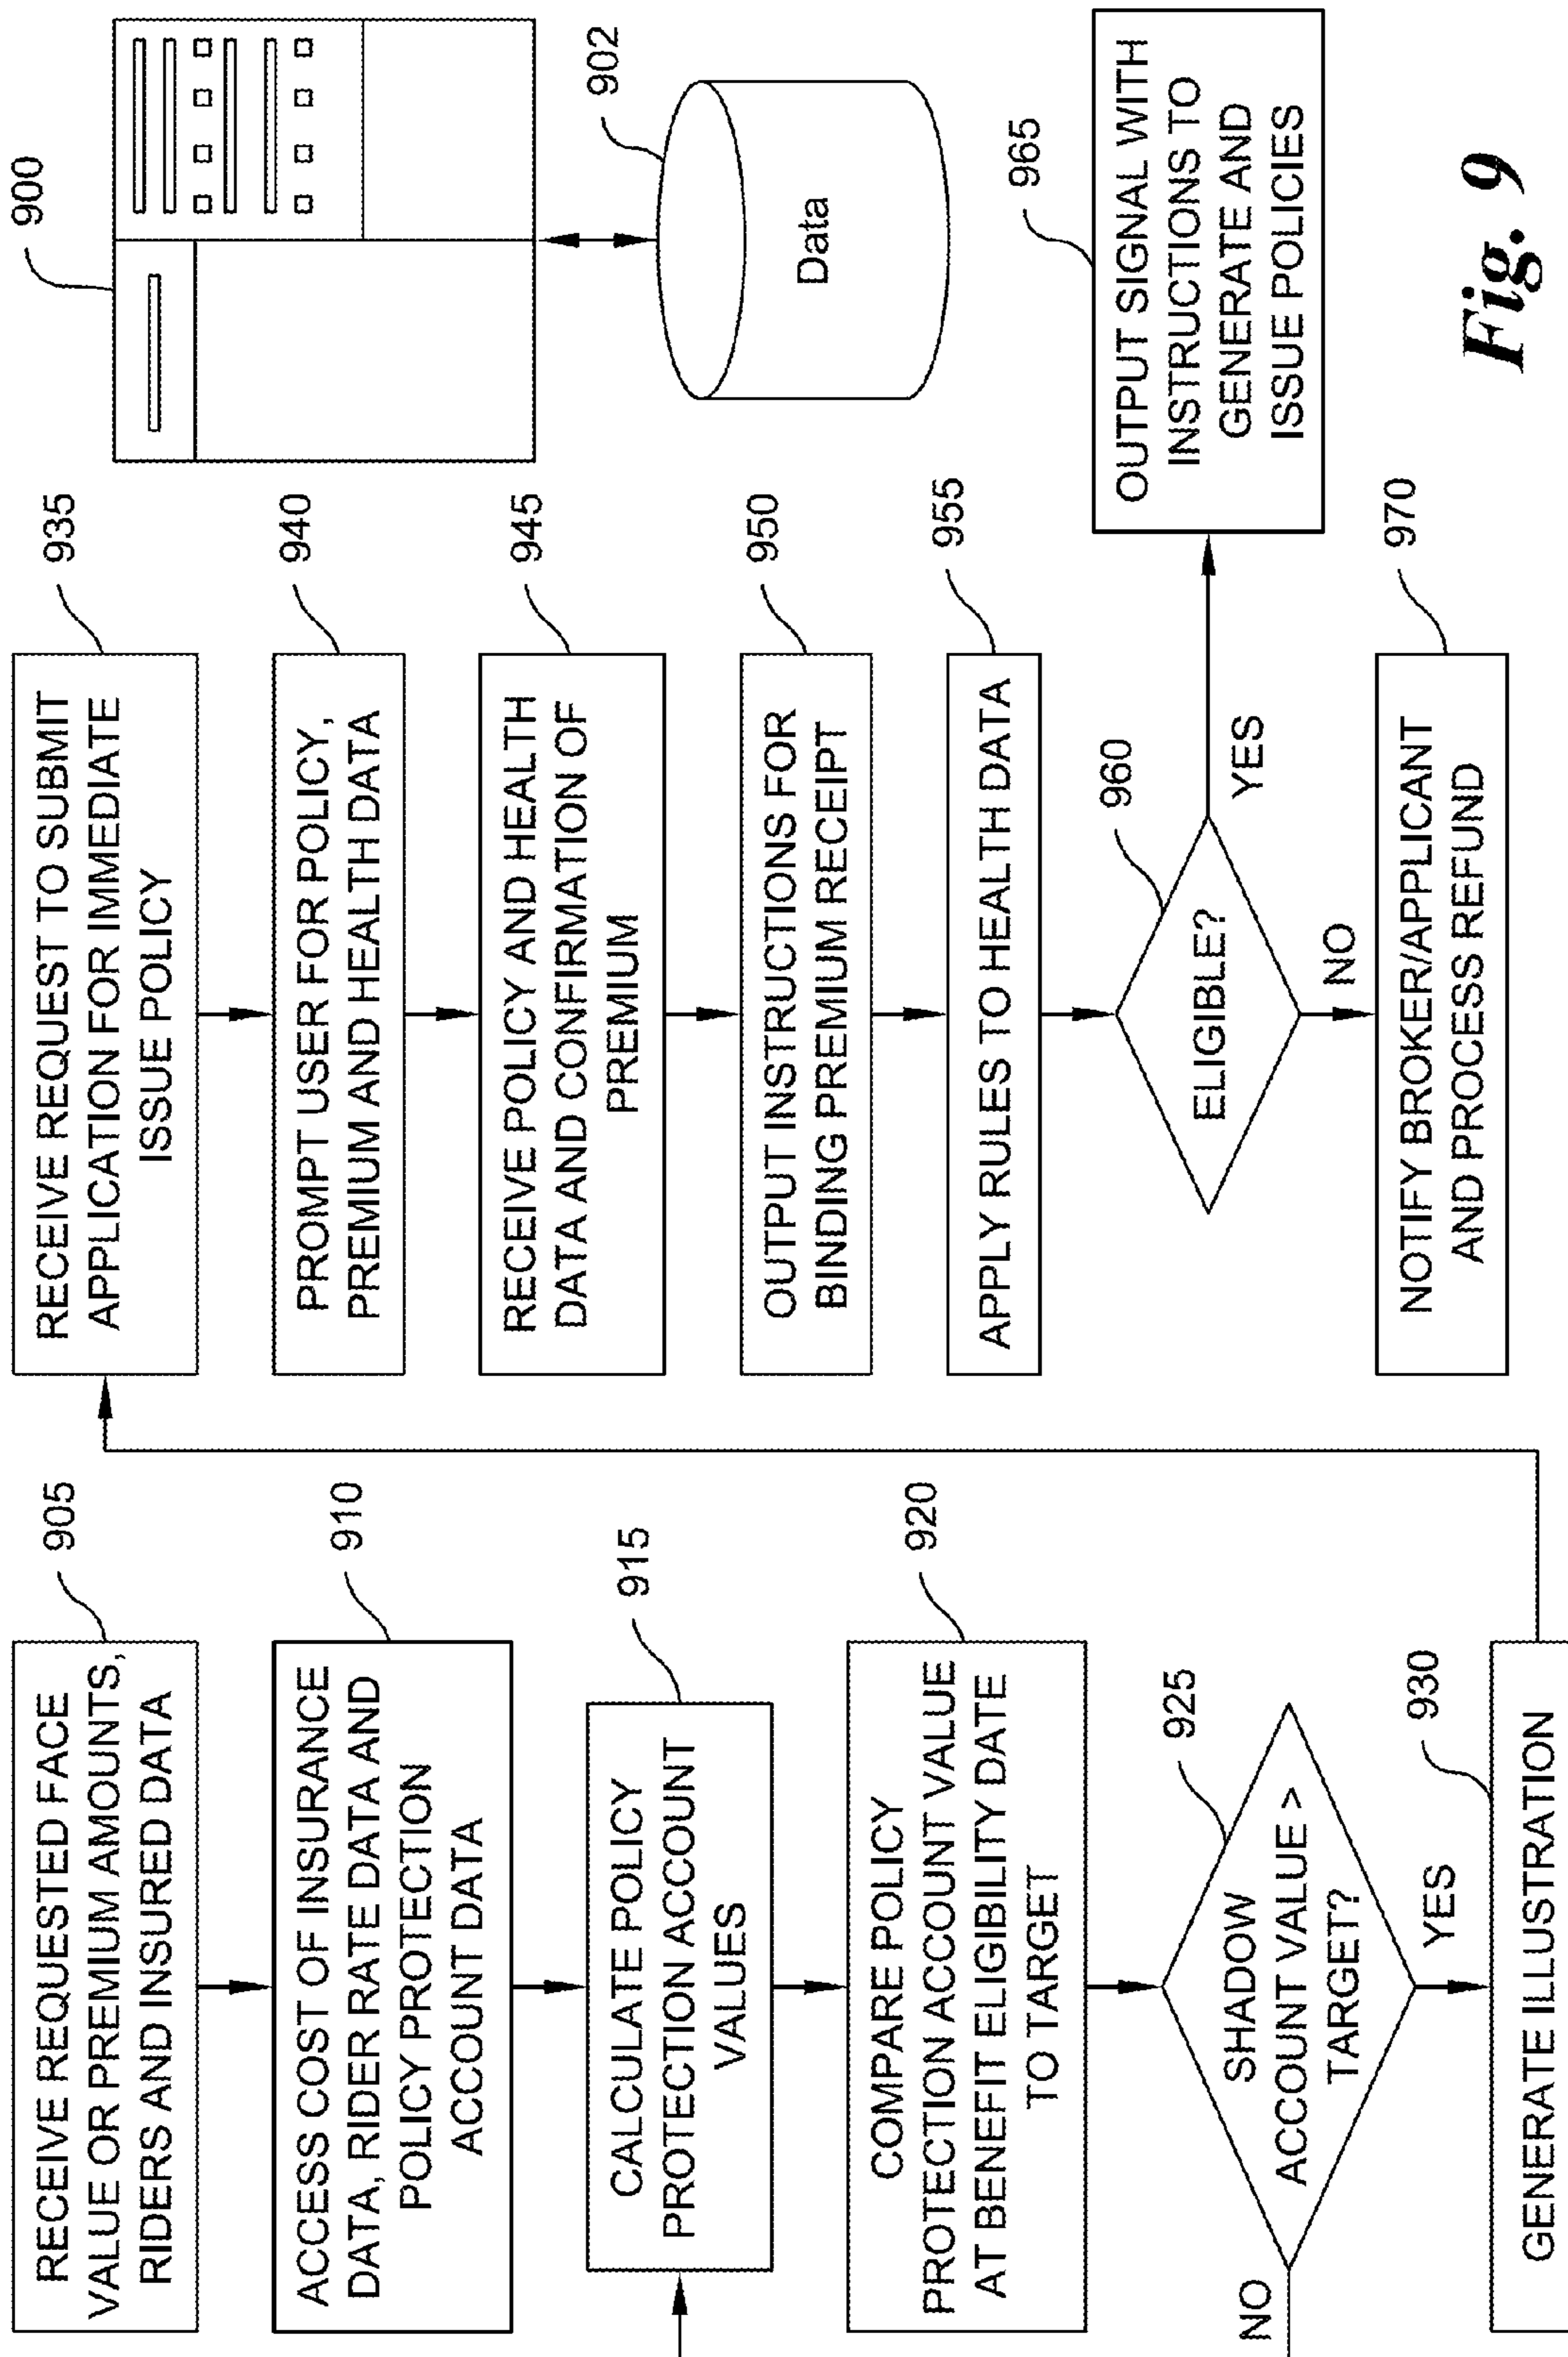 905
RECEIVE REQUESTED FACE
VALUE OR PREMIUM AMOUNTS,
RIDERS AND INSURED DATA
910
ACCESS COST OF INSURANCE
DATA, RIDER RATE DATA AND
POLICY PROTECTION
ACCOUNT DATA
915
CALCULATE POLICY
PROTECTION ACCOUNT
VALUES
920
COMPARE POLICY
PROTECTION ACCOUNT VALUE
AT BENEFIT ELIGIBILITY DATE
TO TARGET
925
SHADOW
ACCOUNT VALUE >
TARGET?
NO
YES
930
GENERATE ILLUSTRATION
935
RECEIVE REQUEST TO SUBMIT
APPLICATION FOR IMMEDIATE
ISSUE POLICY
940
PROMPT USER FOR POLICY,
PREMIUM AND HEALTH DATA
945
RECEIVE POLICY AND HEALTH
DATA AND CONFIRMATION OF
PREMIUM
950
OUTPUT INSTRUCTIONS FOR
BINDING PREMIUM RECEIPT
955
APPLY RULES TO HEALTH DATA
960
ELIGIBLE?
YES
NO
970
NOTIFY BROKER/APPLICANT
AND PROCESS REFUND
900
902
Data
965
OUTPUT SIGNAL WITH
INSTRUCTIONS TO
GENERATE AND
ISSUE POLICIES
Fig. 9